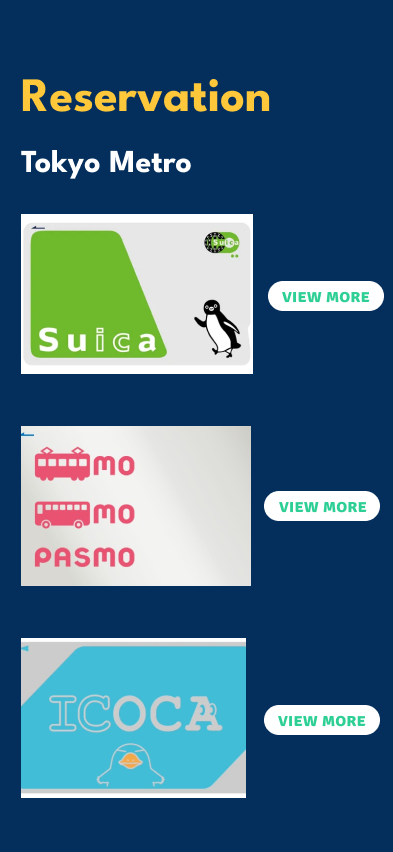 Reservation
Tokyo Metro
Suica
Suica
VIEW MORE
MO
MO
PASMO
VIEW MORE
ICOCA
VIEW MORE